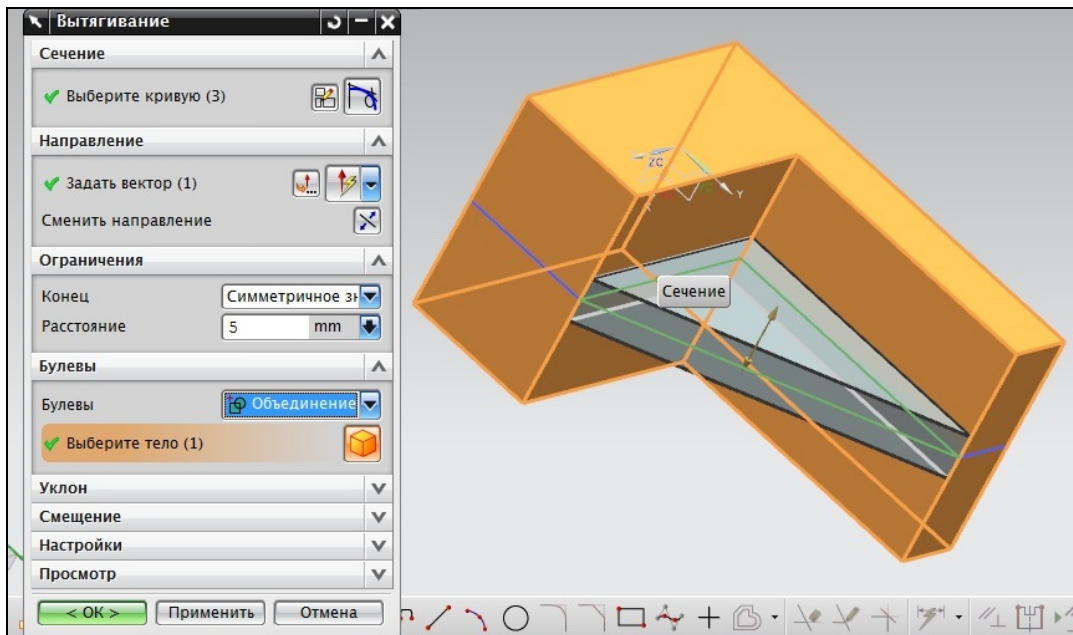 Вытягивание
Сечение
Выберите кривую (3)
Направление
Задать вектор (1)
Сменить направление
Ограничения
Конец Симметричное зн
Расстояние 5 mm
Булевы
Булевы Объединение
Выберите тело (1)
Уклон
Смещение
Настройки
Просмотр
< OK > Применить Отмена
ZC
YC Y
Сечение